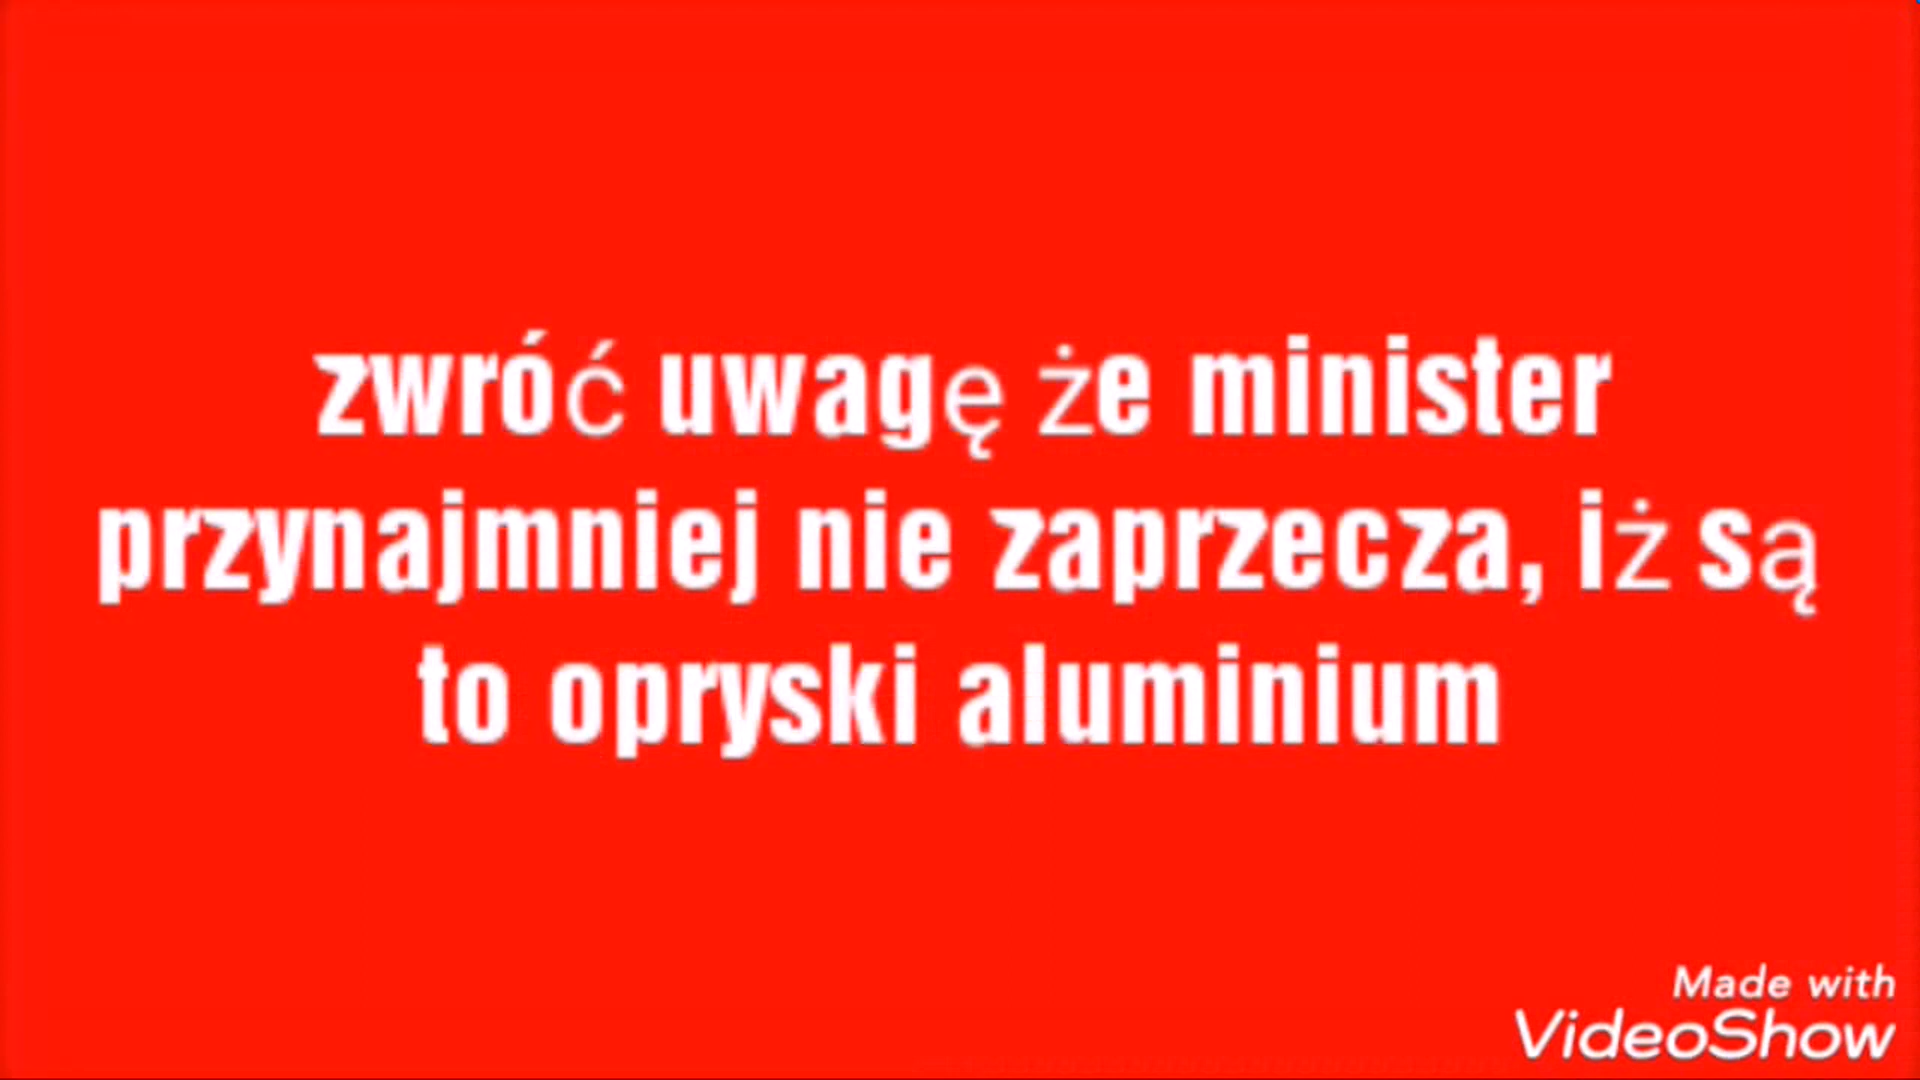 zwróć uwagę że minister
przynajmniej nie zaprzecza, iż są
to opryski aluminium
Made with
VideoShow